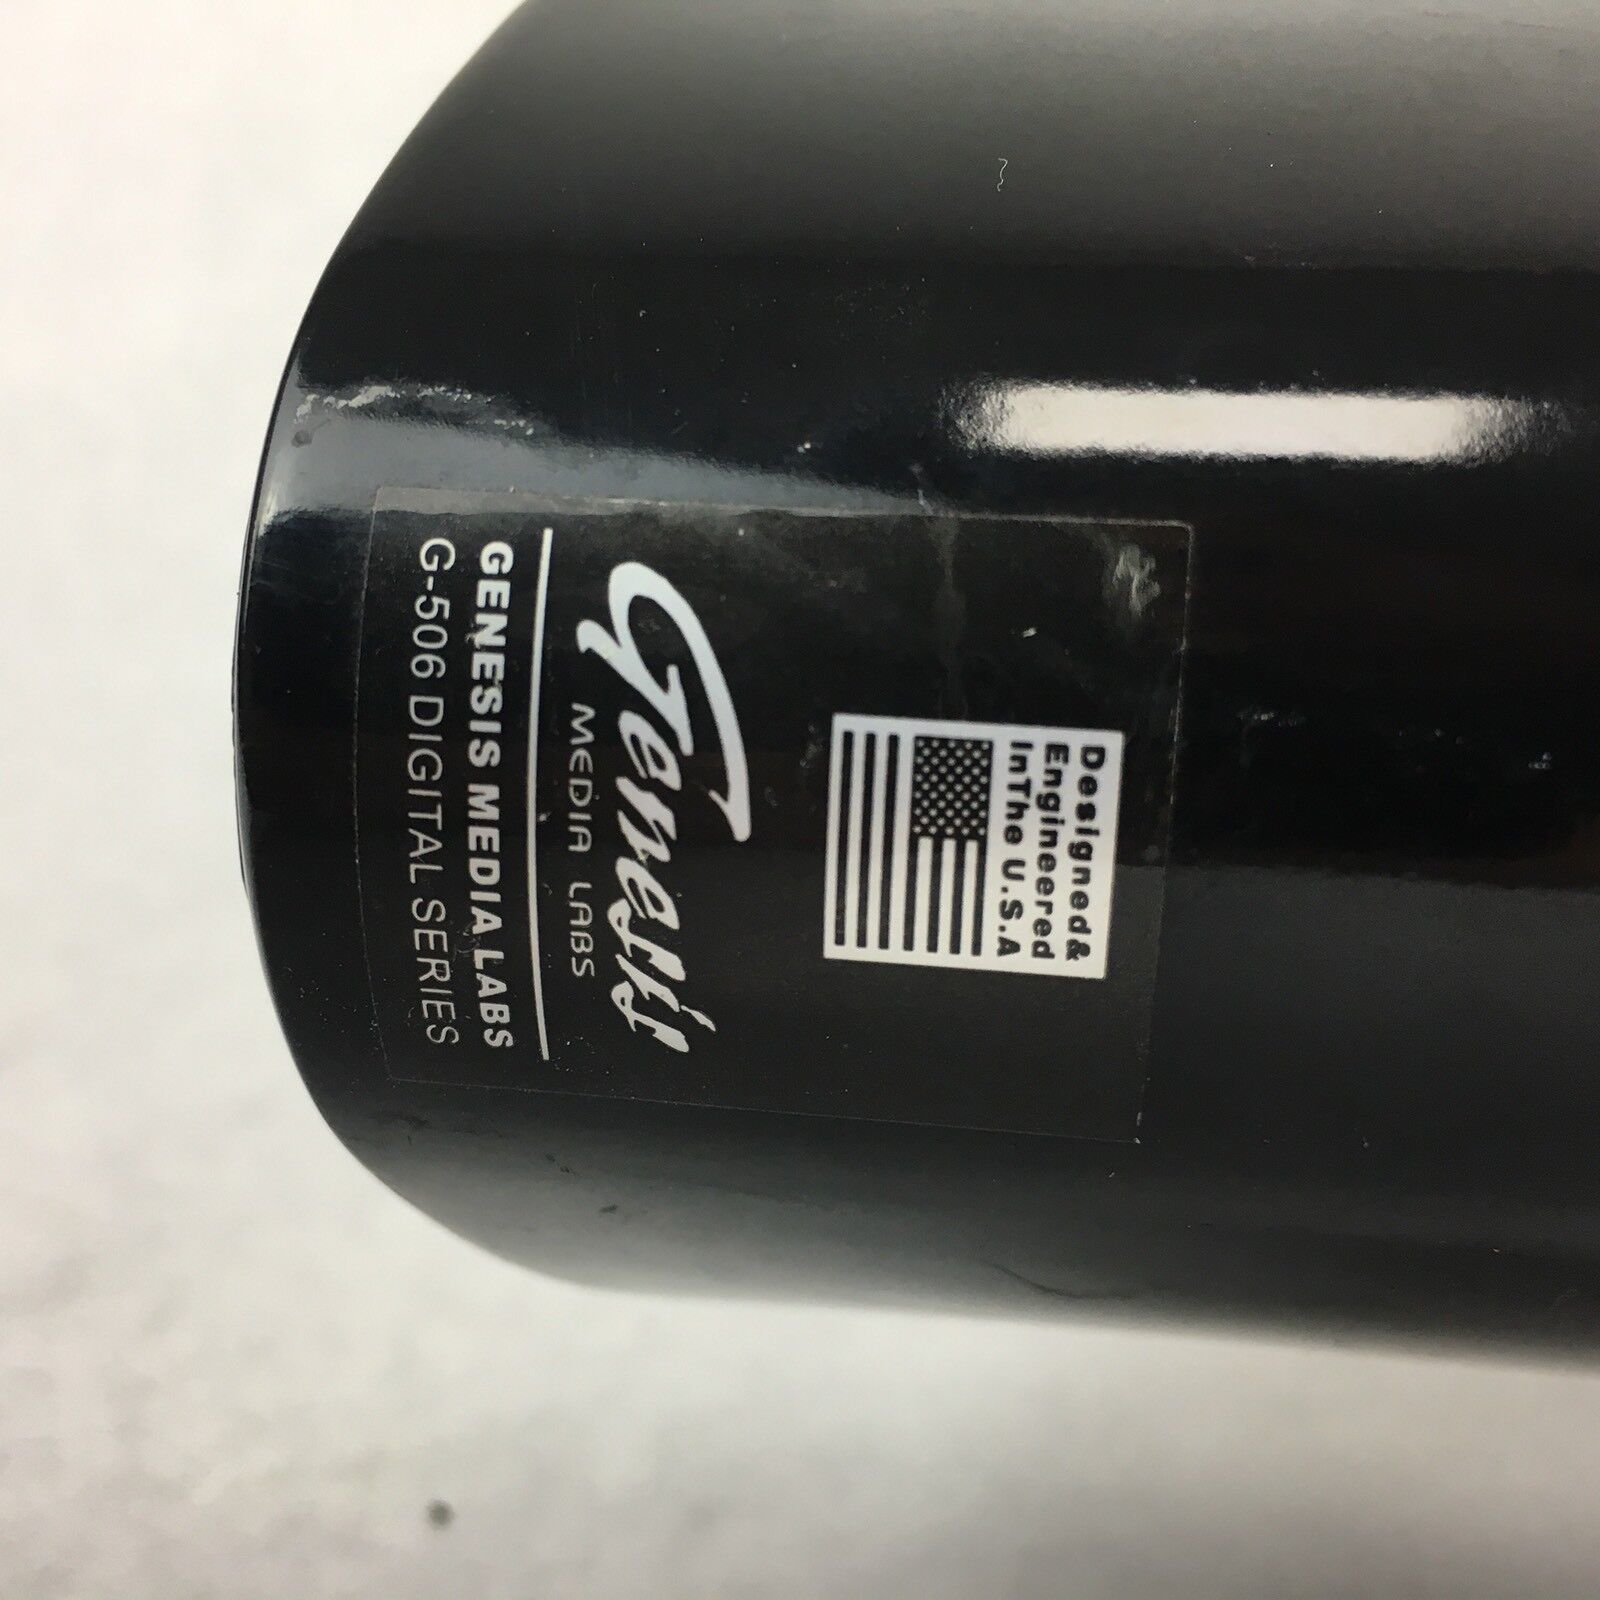 Designed&
Engineered
InThe U.S.A
Genesis
MEDIA LABS
GENESIS MEDIA LABS
G-506 DIGITAL SERIES